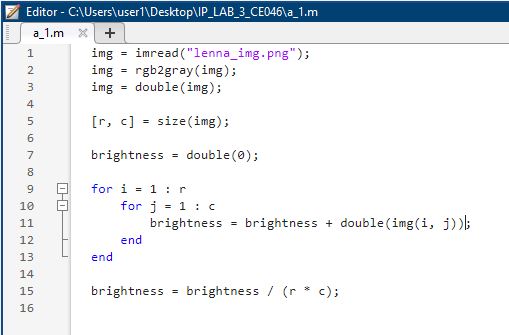 Editor - C:\Users\user1\Desktop\IP_LAB_3_CE046\a_1.m
a_1.m
1 img = imread("lenna_img.png");
2 img = rgb2gray(img);
3 img = double(img);
4
5 [r, c] = size(img);
6
7 brightness = double(0);
8
9 for i = 1 : r
10 for j = 1 : c
11 brightness = brightness + double(img(i, j));
12 end
13 end
14
15 brightness = brightness / (r * c);
16